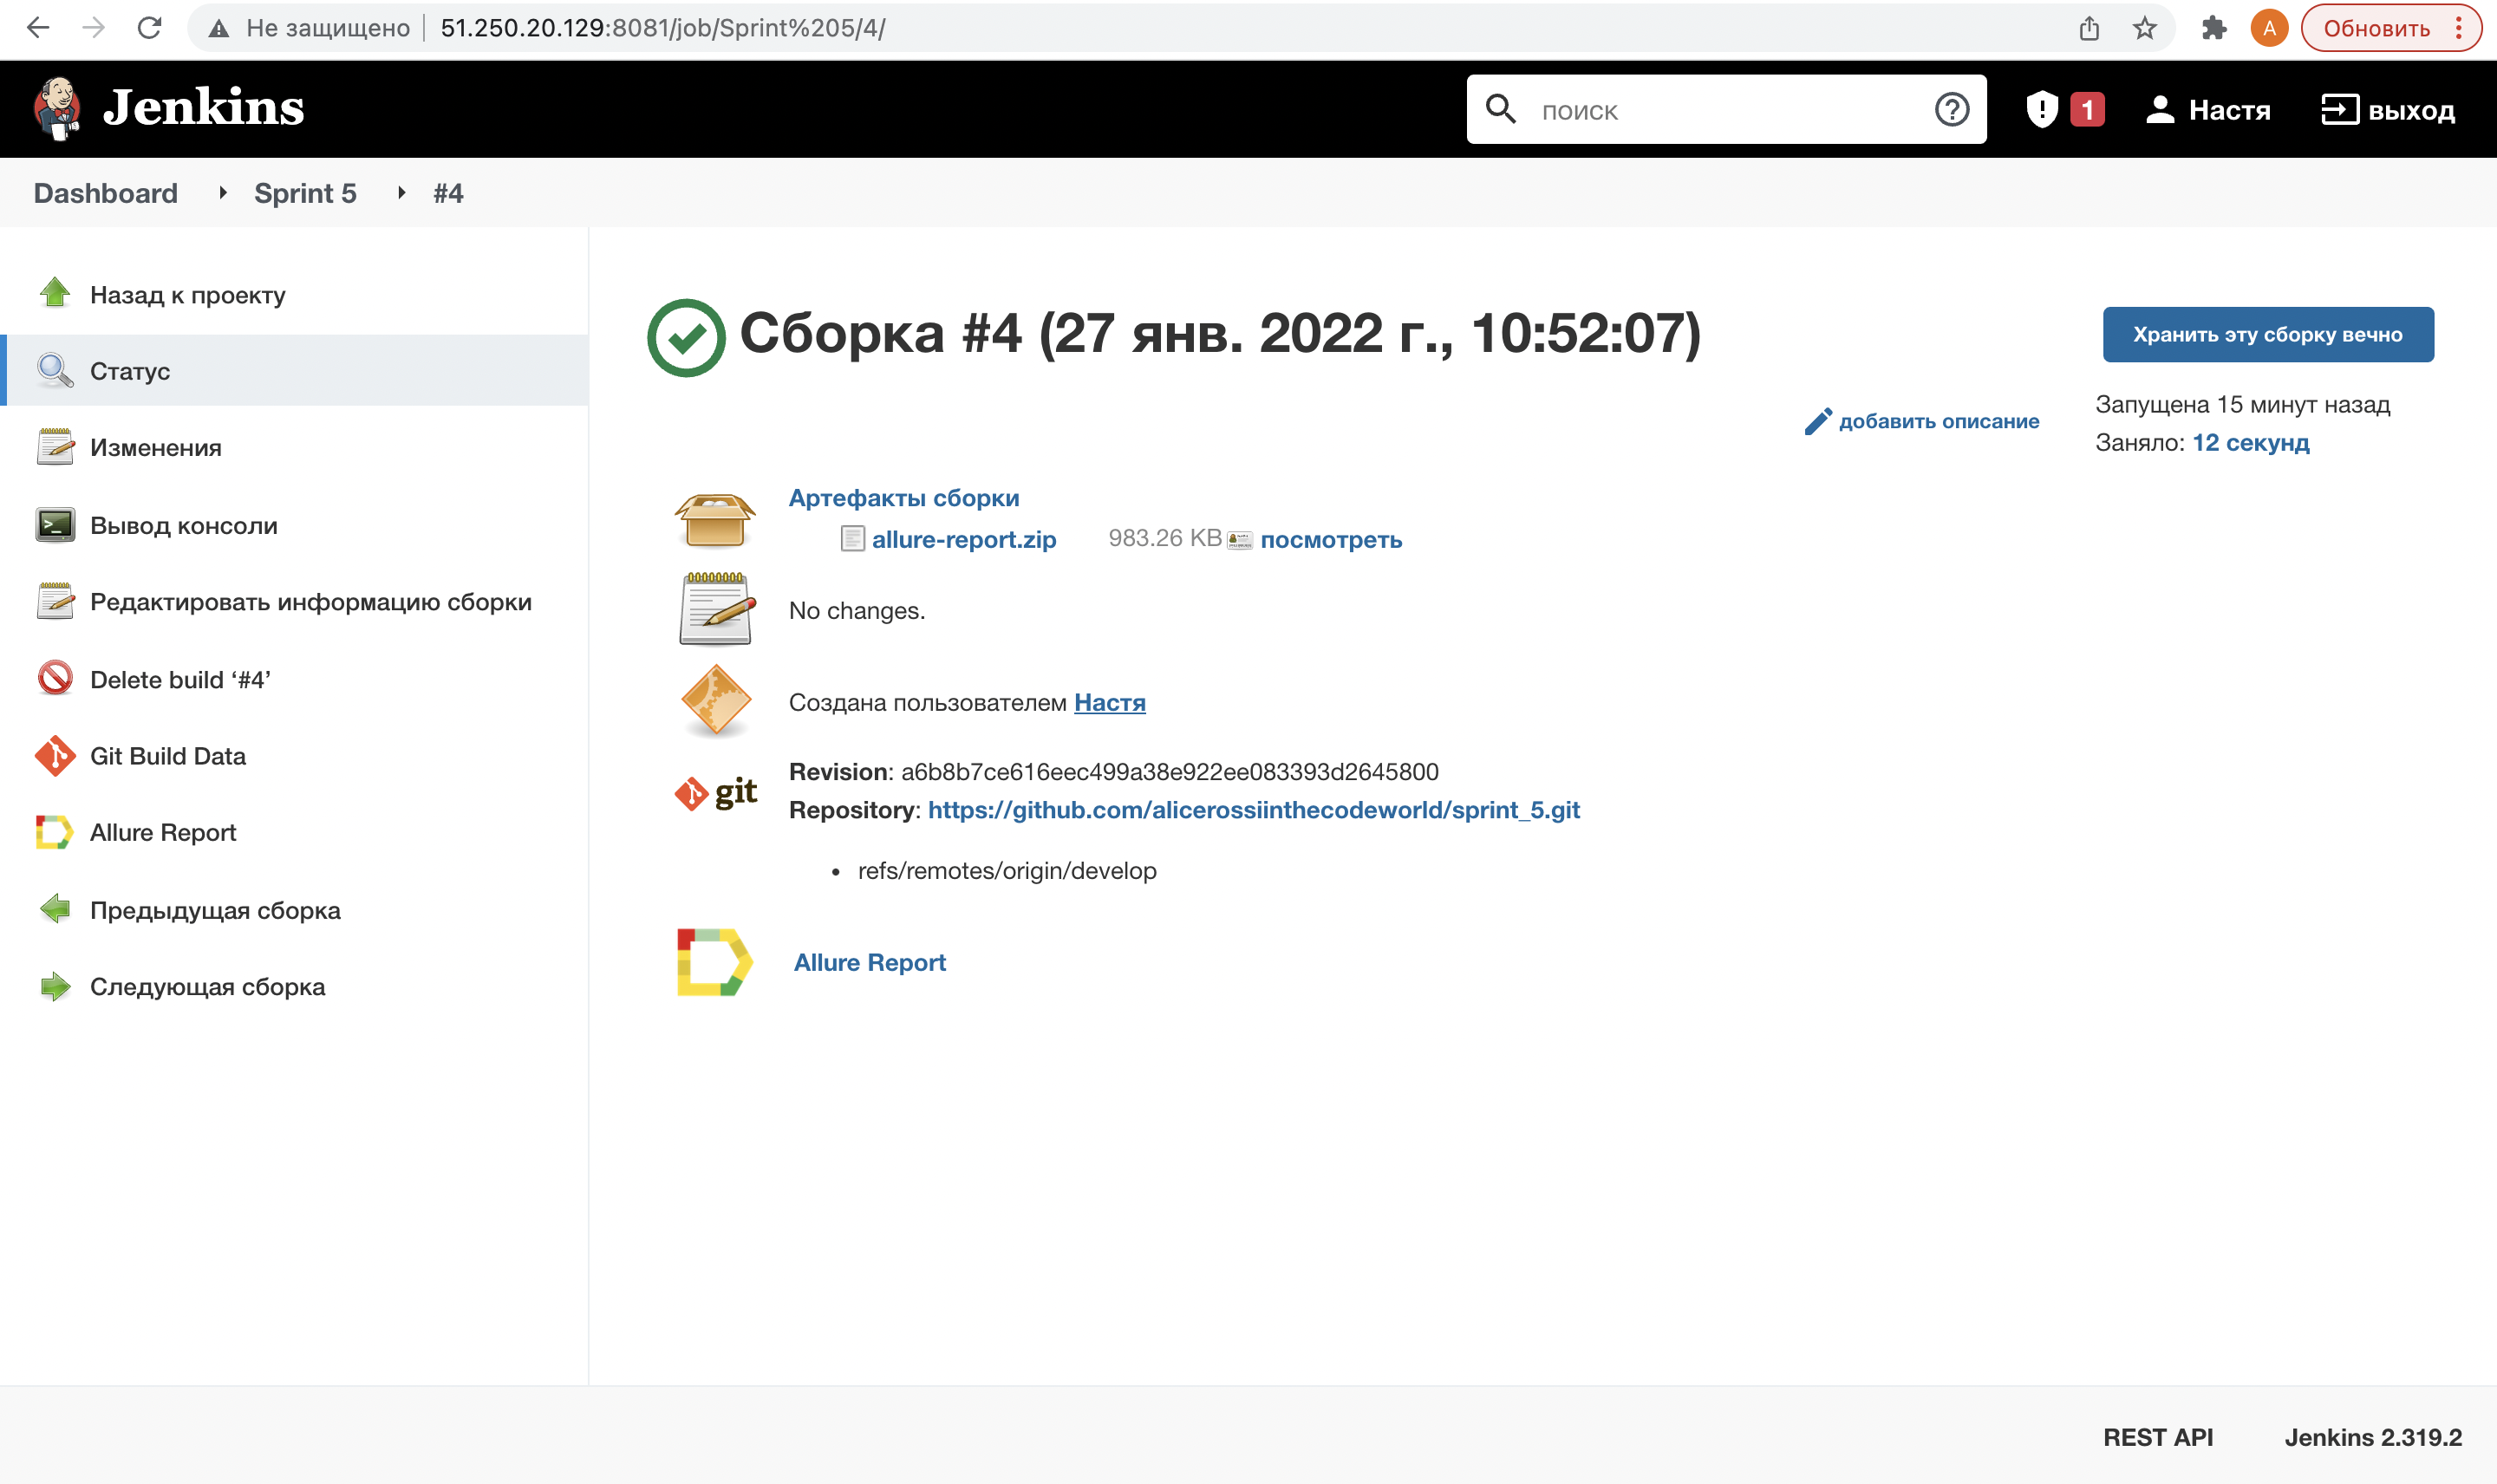 Не защищено | 51.250.20.129:8081/job/Sprint%205/4/
А
Обновить
Jenkins
поиск
1
Настя
выход
Dashboard
Sprint 5
#4
Назад к проекту
Статус
Изменения
Вывод консоли
Редактировать информацию сборки
Delete build ‘#4’
Git Build Data
Allure Report
Предыдущая сборка
Следующая сборка
Сборка #4 (27 янв. 2022 г., 10:52:07)
Хранить эту сборку вечно
добавить описание
Запущена 15 минут назад
Заняло: 12 секунд
Артефакты сборки
allure-report.zip 983.26 KB посмотреть
No changes.
Создана пользователем Настя
git
Revision: a6b8b7ce616eec499a38e922ee083393d2645800
Repository: https://github.com/alicerossiinthecodeworld/sprint_5.git
• refs/remotes/origin/develop
Allure Report
REST API
Jenkins 2.319.2